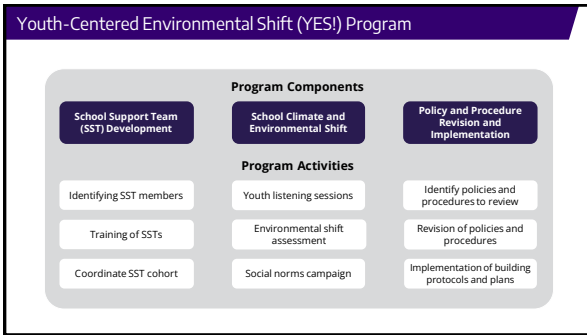 Youth-Centered Environmental Shift (YES!) Program
Program Components
School Support Team
(SST) Development
School Climate and
Environmental Shift
Policy and Procedure
Revision and
Implementation
Program Activities
Identifying SST members
Youth listening sessions
Identify policies and
procedures to review
Training of SSTs
Environmental shift
assessment
Revision of policies and
procedures
Coordinate SST cohort
Social norms campaign
Implementation of building
protocols and plans